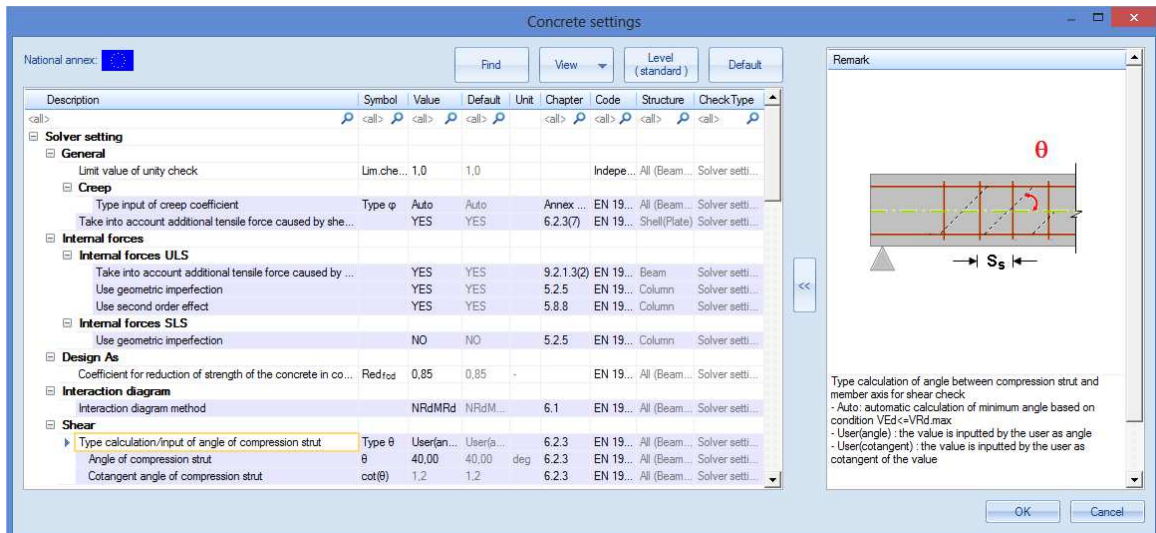 Concrete settings
National annex:
Find
View
Level
(standard)
Default
Description Symbol Value Default Unit Chapter Code Structure CheckType
<all> <all> <all> <all> <all> <all> <all> <all>
Solver setting
General
Limit value of unity check Lim.che... 1,0 1,0 Indepe... All (Beam... Solver setti...
Creep
Type input of creep coefficient Type φ Auto Auto Annex ... EN 19... All (Beam... Solver setti...
Take into account additional tensile force caused by she... YES YES 6.2.3(7) EN 19... Shell(Plate) Solver setti...
Internal forces
Internal forces ULS
Take into account additional tensile force caused by ... YES YES 9.2.1.3(2) EN 19... Beam Solver setti...
Use geometric imperfection YES YES 5.2.5 EN 19... Column Solver setti...
Use second order effect YES YES 5.8.8 EN 19... Column Solver setti...
Internal forces SLS
Use geometric imperfection NO NO 5.2.5 EN 19... Column Solver setti...
Design As
Coefficient for reduction of strength of the concrete in co... Red fcd 0,85 0,85 - EN 19... All (Beam... Solver setti...
Interaction diagram
Interaction diagram method NRdMRd NRdM... 6.1 EN 19... All (Beam... Solver setti...
Shear
Type calculation/input of angle of compression strut Type θ User(an... User(a... 6.2.3 EN 19... All (Beam... Solver setti...
Angle of compression strut θ 40,00 40,00 deg 6.2.3 EN 19... All (Beam... Solver setti...
Cotangent angle of compression strut cot(θ) 1,2 1,2 6.2.3 EN 19... All (Beam... Solver setti...
<<
Remark
θ
Ss
Type calculation of angle between compression strut and
member axis for shear check
- Auto: automatic calculation of minimum angle based on
condition VEd<=VRd.max
- User(angle) : the value is inputted by the user as angle
- User(cotangent) : the value is inputted by the user as
cotangent of the value
OK
Cancel